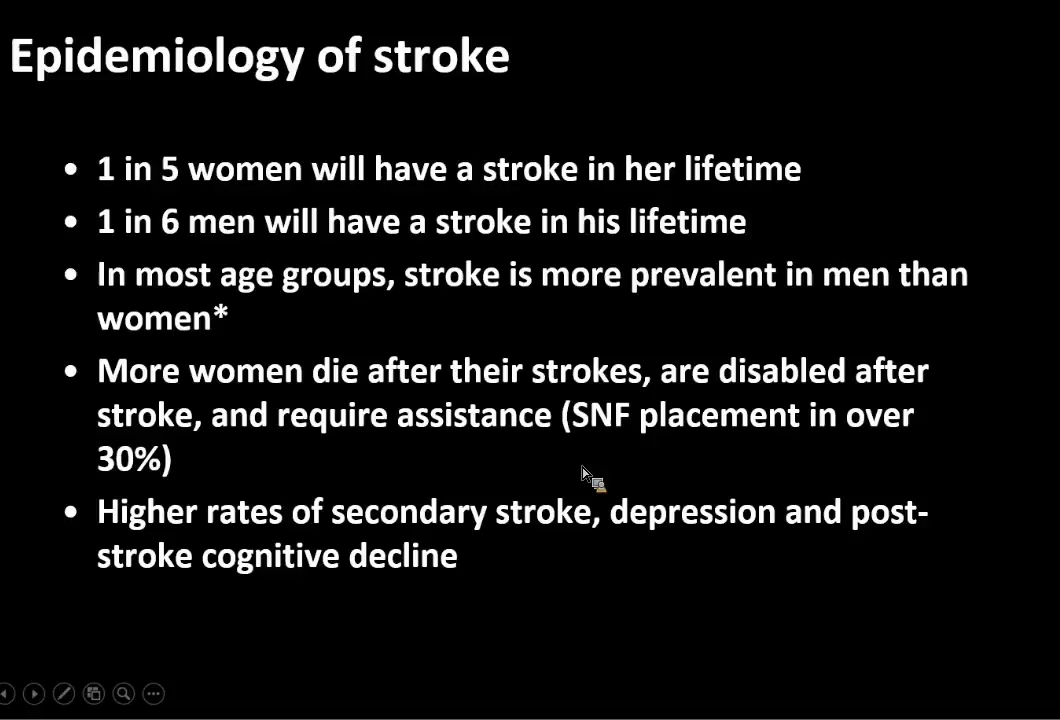 Epidemiology of stroke
• 1 in 5 women will have a stroke in her lifetime
• 1 in 6 men will have a stroke in his lifetime
• In most age groups, stroke is more prevalent in men than
women*
• More women die after their strokes, are disabled after
stroke, and require assistance (SNF placement in over
30%)
• Higher rates of secondary stroke, depression and post-
stroke cognitive decline